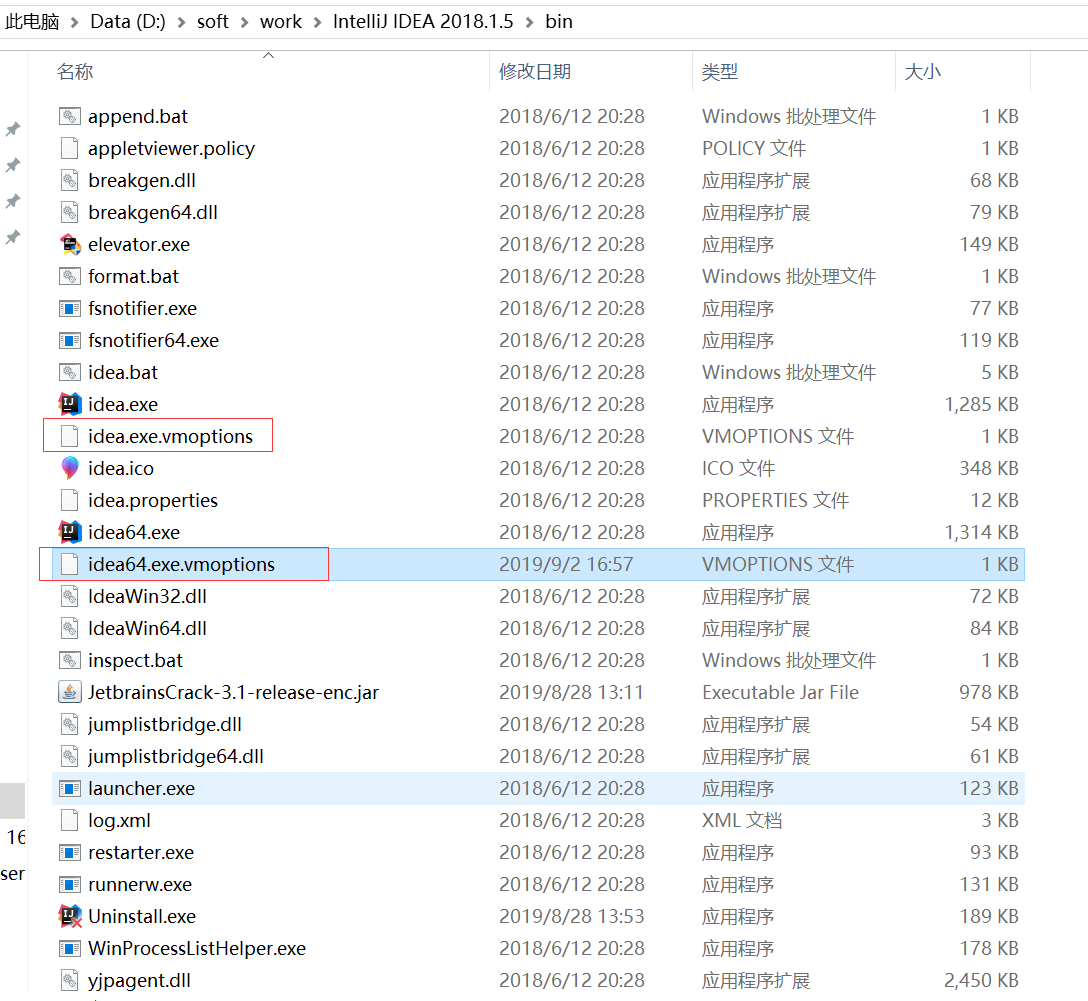 此电脑 > Data (D:) > soft > work > IntelliJ IDEA 2018.1.5 > bin
名称 修改日期 类型 大小
append.bat 2018/6/12 20:28 Windows 批处理文件 1 KB
appletviewer.policy 2018/6/12 20:28 POLICY 文件 1 KB
breakgen.dll 2018/6/12 20:28 应用程序扩展 68 KB
breakgen64.dll 2018/6/12 20:28 应用程序扩展 79 KB
elevator.exe 2018/6/12 20:28 应用程序 149 KB
format.bat 2018/6/12 20:28 Windows 批处理文件 1 KB
fsnotifier.exe 2018/6/12 20:28 应用程序 77 KB
fsnotifier64.exe 2018/6/12 20:28 应用程序 119 KB
idea.bat 2018/6/12 20:28 Windows 批处理文件 5 KB
idea.exe 2018/6/12 20:28 应用程序 1,285 KB
idea.exe.vmoptions 2018/6/12 20:28 VMOPTIONS 文件 1 KB
idea.ico 2018/6/12 20:28 ICO 文件 348 KB
idea.properties 2018/6/12 20:28 PROPERTIES 文件 12 KB
idea64.exe 2018/6/12 20:28 应用程序 1,314 KB
idea64.exe.vmoptions 2019/9/2 16:57 VMOPTIONS 文件 1 KB
IdeaWin32.dll 2018/6/12 20:28 应用程序扩展 72 KB
IdeaWin64.dll 2018/6/12 20:28 应用程序扩展 84 KB
inspect.bat 2018/6/12 20:28 Windows 批处理文件 1 KB
JetbrainsCrack-3.1-release-enc.jar 2019/8/28 13:11 Executable Jar File 978 KB
jumplistbridge.dll 2018/6/12 20:28 应用程序扩展 54 KB
jumplistbridge64.dll 2018/6/12 20:28 应用程序扩展 61 KB
launcher.exe 2018/6/12 20:28 应用程序 123 KB
log.xml 2018/6/12 20:28 XML 文档 3 KB
16
restarter.exe 2018/6/12 20:28 应用程序 93 KB
ser
runnerw.exe 2018/6/12 20:28 应用程序 131 KB
Uninstall.exe 2019/8/28 13:53 应用程序 189 KB
WinProcessListHelper.exe 2018/6/12 20:28 应用程序 178 KB
yjpagent.dll 2018/6/12 20:28 应用程序扩展 2,450 KB